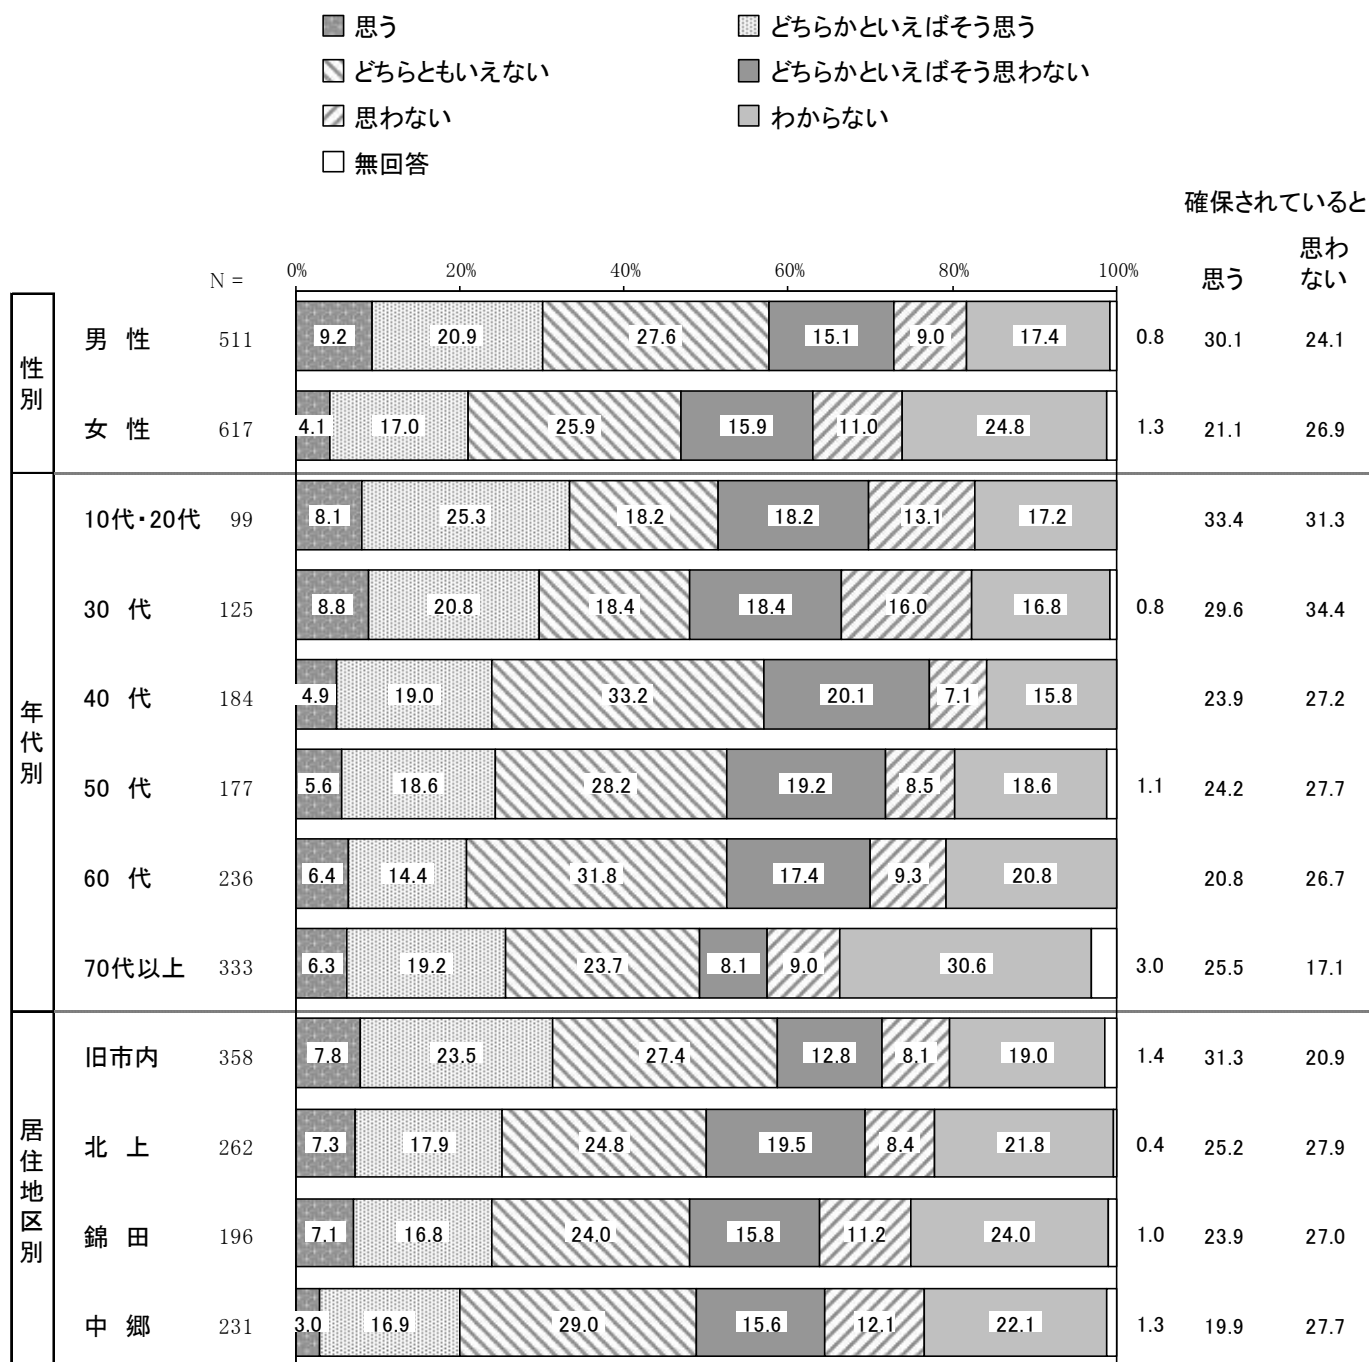 思う
どちらかといえばそう思う
どちらともいえない
どちらかといえばそう思わない
思わない
わからない
無回答
確保されていると
思う
思わ
ない
N =
0%
20%
40%
60%
80%
100%
性別
男 性 511 9.2 20.9 27.6 15.1 9.0 17.4 0.8 30.1 24.1
女 性 617 4.1 17.0 25.9 15.9 11.0 24.8 1.3 21.1 26.9
年代別
10代・20代 99 8.1 25.3 18.2 18.2 13.1 17.2 33.4 31.3
30 代 125 8.8 20.8 18.4 18.4 16.0 16.8 0.8 29.6 34.4
40 代 184 4.9 19.0 33.2 20.1 7.1 15.8 23.9 27.2
50 代 177 5.6 18.6 28.2 19.2 8.5 18.6 1.1 24.2 27.7
60 代 236 6.4 14.4 31.8 17.4 9.3 20.8 20.8 26.7
70代以上 333 6.3 19.2 23.7 8.1 9.0 30.6 3.0 25.5 17.1
居住地区別
旧市内 358 7.8 23.5 27.4 12.8 8.1 19.0 1.4 31.3 20.9
北 上 262 7.3 17.9 24.8 19.5 8.4 21.8 0.4 25.2 27.9
錦 田 196 7.1 16.8 24.0 15.8 11.2 24.0 1.0 23.9 27.0
中 郷 231 3.0 16.9 29.0 15.6 12.1 22.1 1.3 19.9 27.7